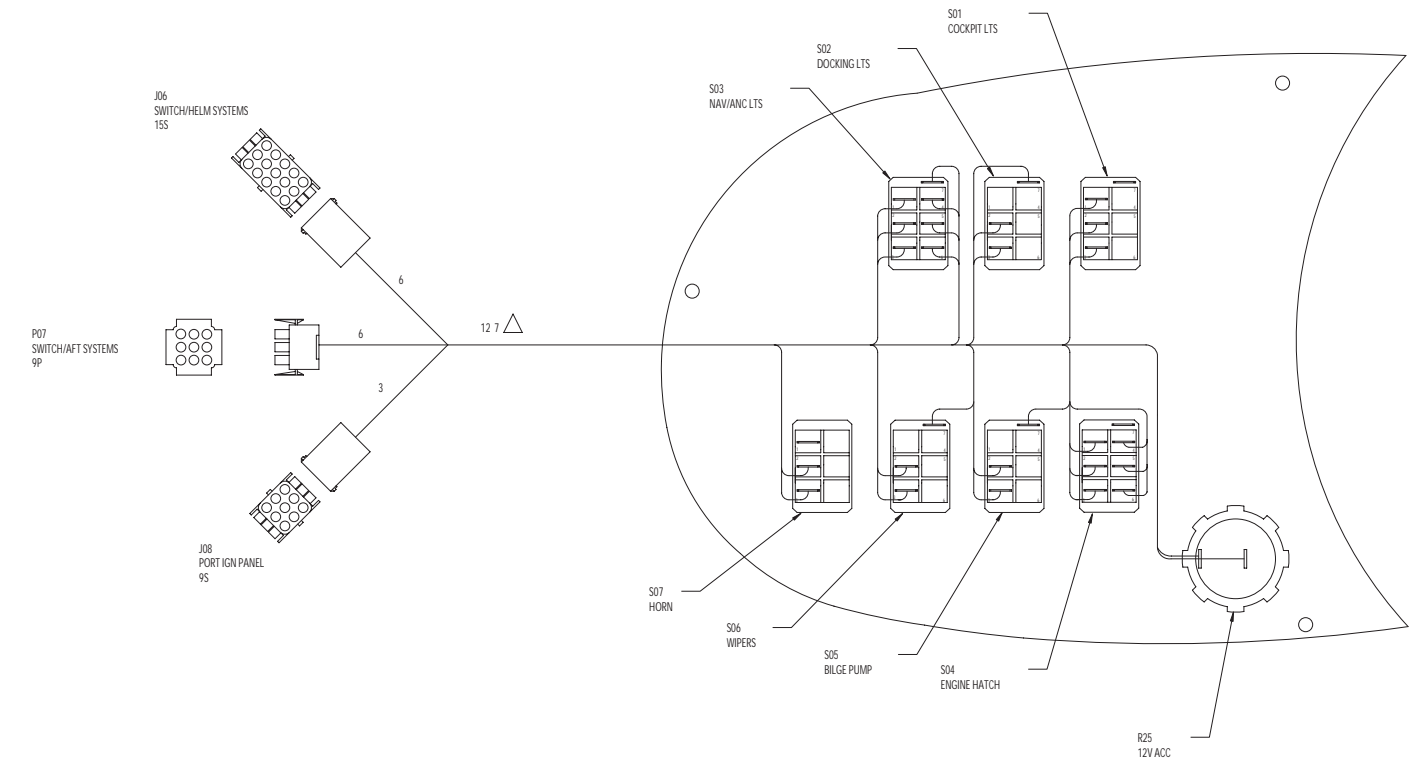 S01
COCKPIT LTS
S02
DOCKING LTS
S03
NAV/ANC LTS
J06
SWITCH/HELM SYSTEMS
15S
6
12 7
P07
SWITCH/AFT SYSTEMS
9P
6
3
J08
PORT IGN PANEL
9S
S07
HORN
S06
WIPERS
S05
BILGE PUMP
S04
ENGINE HATCH
R25
12V ACC